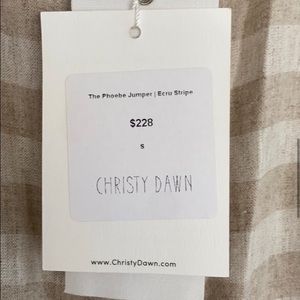 The Phoebe Jumper | Ecru Stripe
$228
s
CHRISTY DAWN
www.ChristyDawn.com